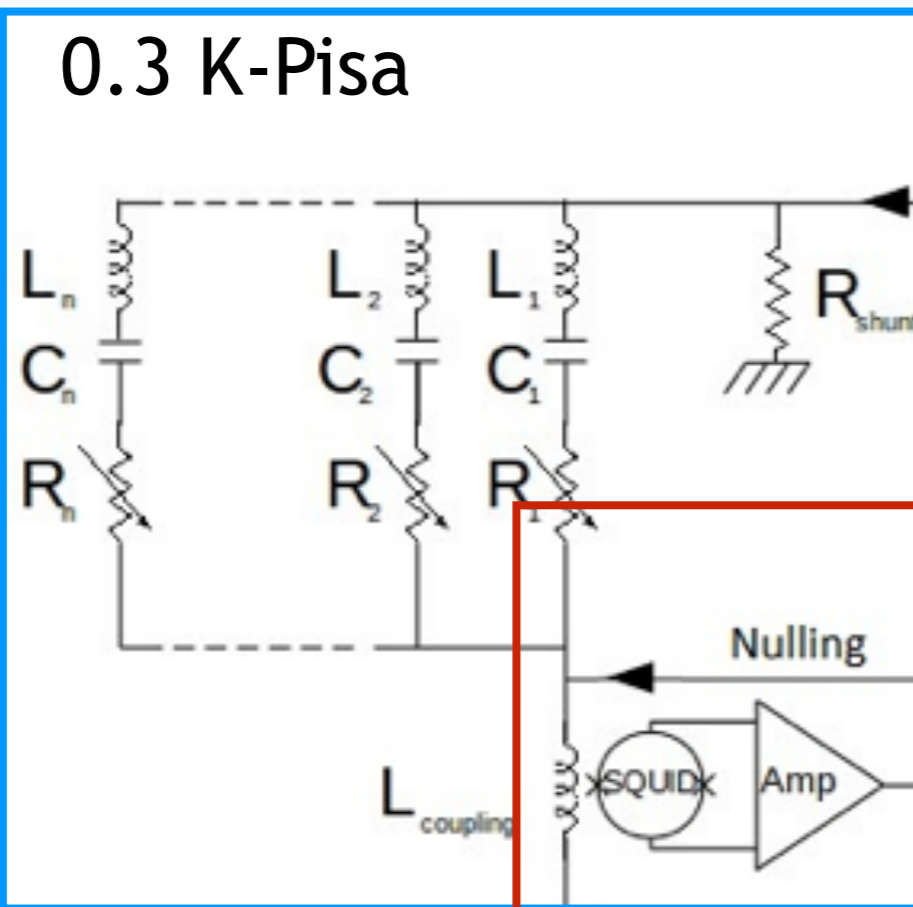 0.3 K-Pisa
Ln L2 L1
Rshunt
Cn C2 C1
Rn R2 R1
Nulling
SQUID Amp
Lcoupling